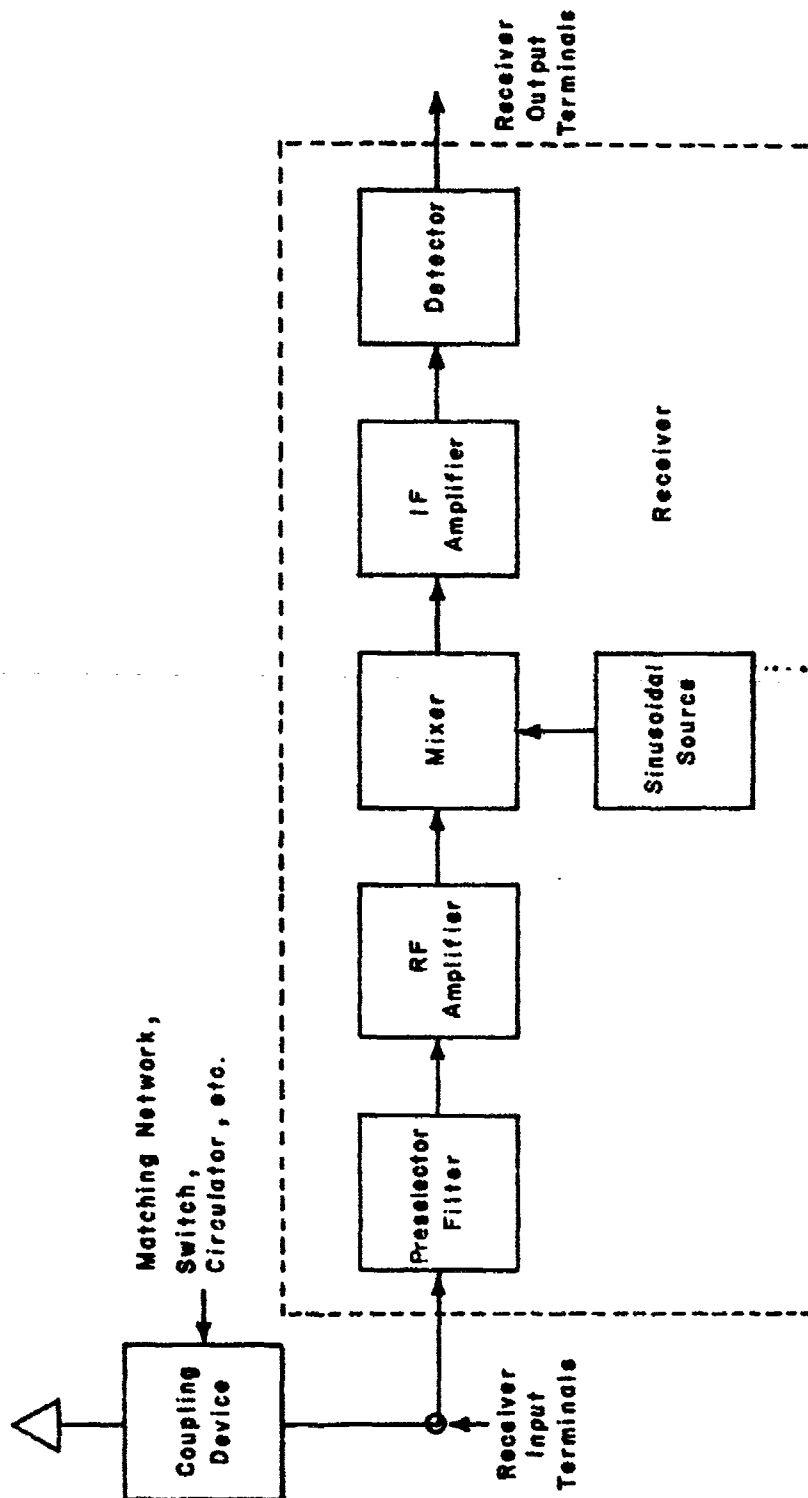 Matching Network,
Switch,
Circulator, etc.
Coupling
Device
Receiver
Input
Terminals
Preselector
Filter
RF
Amplifier
Mixer
IF
Amplifier
Detector
Sinusoidal
Source
Receiver
Receiver
Output
Terminals